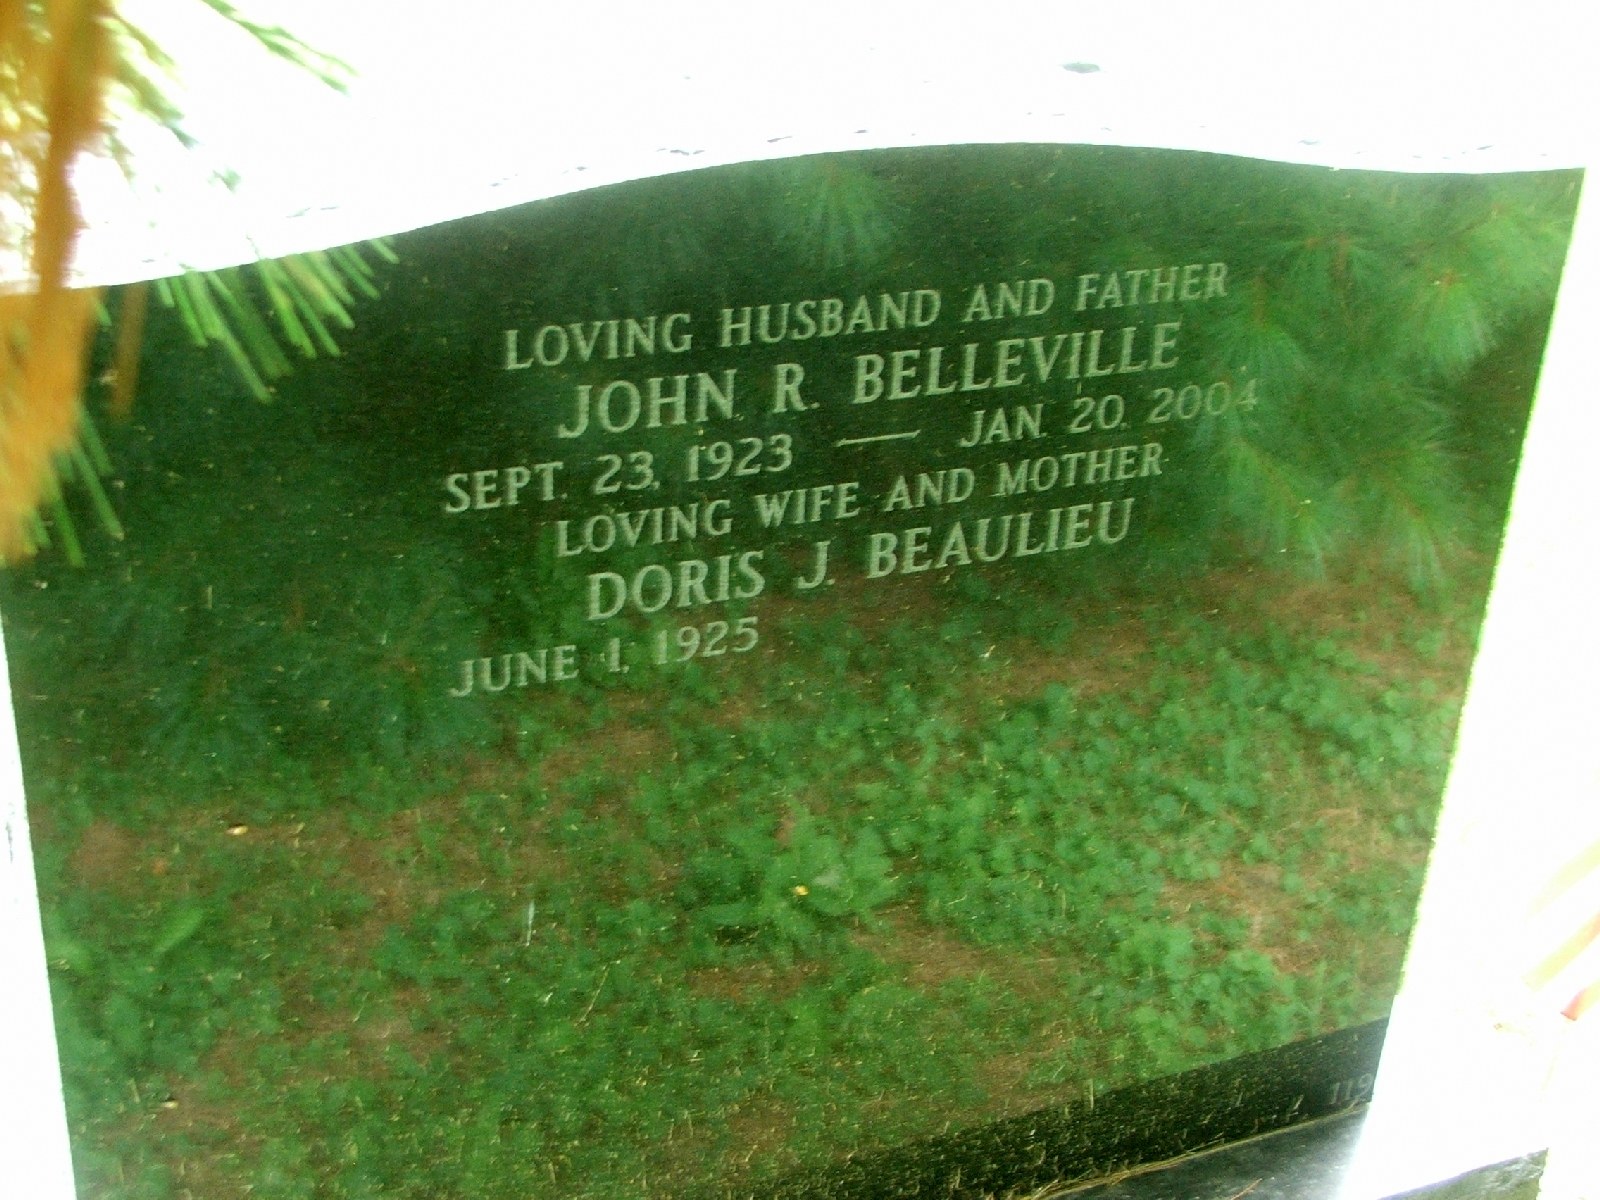 LOVING HUSBAND AND FATHER
JOHN R. BELLEVILLE
SEPT. 23, 1923 — JAN. 20, 2004
LOVING WIFE AND MOTHER
DORIS J. BEAULIEU
JUNE 1, 1925